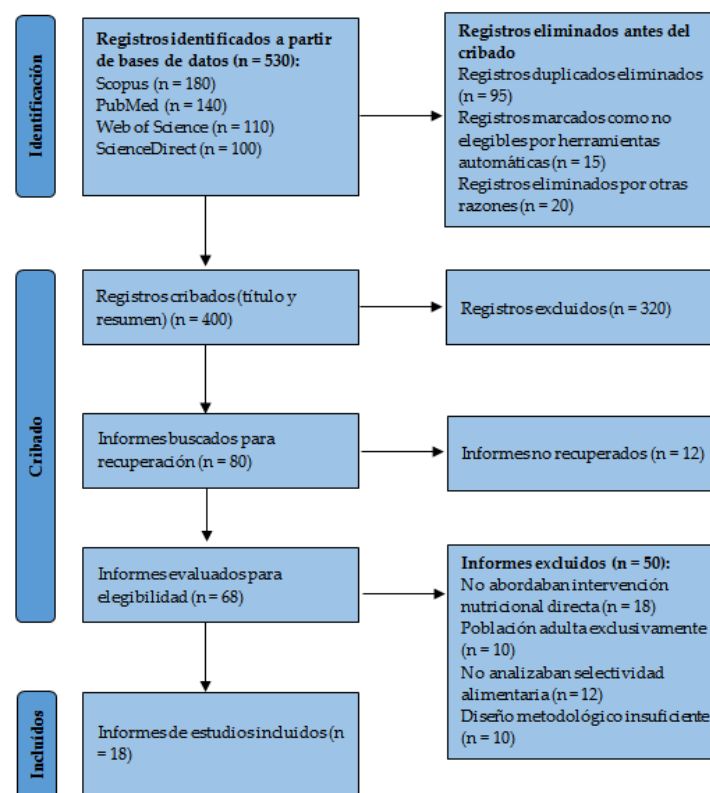 Identificación
Registros identificados a partir
de bases de datos (n = 530):
Scopus (n = 180)
PubMed (n = 140)
Web of Science (n = 110)
ScienceDirect (n = 100)
Registros eliminados antes del
cribado
Registros duplicados eliminados
(n = 95)
Registros marcados como no
elegibles por herramientas
automáticas (n = 15)
Registros eliminados por otras
razones (n = 20)
Cribado
Registros cribados (título y
resumen) (n = 400)
Registros excluidos (n = 320)
Informes buscados para
recuperación (n = 80)
Informes no recuperados (n = 12)
Informes evaluados para
elegibilidad (n = 68)
Informes excluidos (n = 50):
No abordaban intervención
nutricional directa (n = 18)
Población adulta exclusivamente
(n = 10)
No analizaban selectividad
alimentaria (n = 12)
Diseño metodológico insuficiente
(n = 10)
Incluídos
Informes de estudios incluidos (n
= 18)